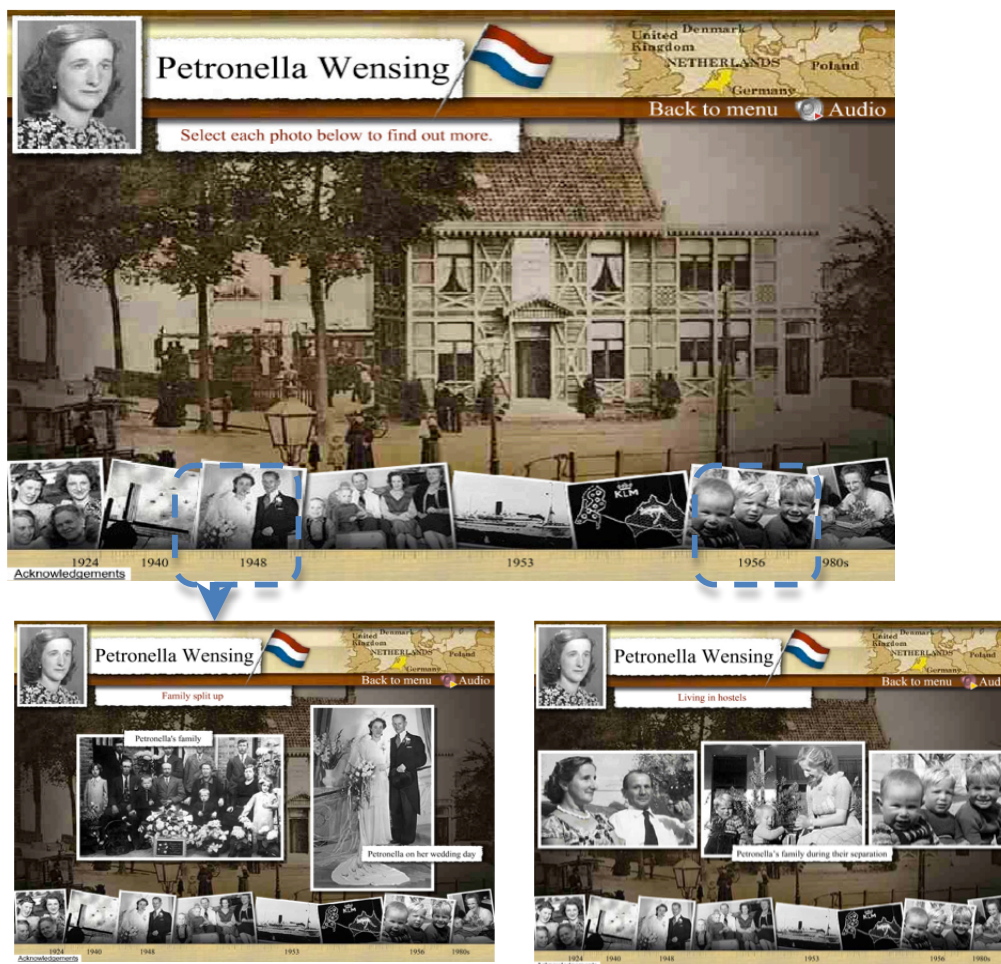 United
Kingdom
Denmark
NETHERLANDS
Poland
Germany
Petronella Wensing
Back to menu
Audio
Select each photo below to find out more.
KLM
1924
1940
1948
1953
1956
980s
Acknowledgements
United
Kingdom
Denmark
NETHERLANDS
Poland
Germany
Petronella Wensing
Back to menu
Audio
Family split up
Petronella's family
Petronella on her wedding day
KLM
1924
1940
1948
1953
1956
1980s
Acknowledgements
United
Kingdom
Denmark
NETHERLANDS
Poland
Germany
Petronella Wensing
Back to menu
Aud
Living in hostels
Petronella's family during their separation
KLM
1924
1940
1948
1953
1956
1980s